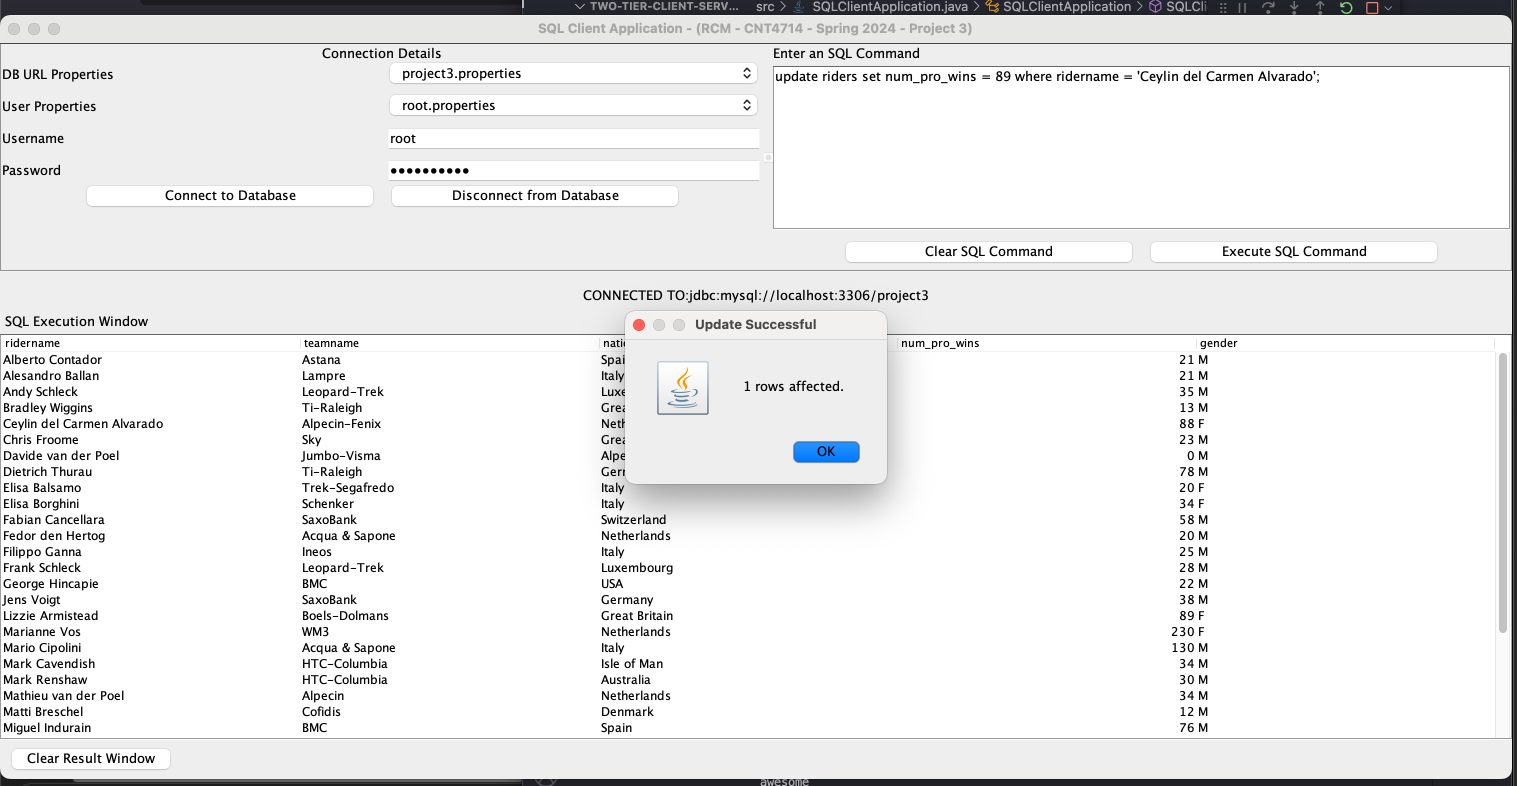 TWO-TIER-CLIENT-SERV... src > SQLClientApplication.java > SQLClientApplication > SQLCli
SQL Client Application - (RCM - CNT4714 - Spring 2024 - Project 3)
Connection Details
DB URL Properties project3.properties
User Properties root.properties
Username root
Password ••••••••••
Connect to Database Disconnect from Database
Enter an SQL Command
update riders set num_pro_wins = 89 where ridername = 'Ceylin del Carmen Alvarado';
Clear SQL Command Execute SQL Command
CONNECTED TO:jdbc:mysql://localhost:3306/project3
SQL Execution Window
Update Successful
1 rows affected.
OK
ridername teamname natio num_pro_wins gender
Alberto Contador Astana Spai 21 M
Alesandro Ballan Lampre Italy 21 M
Andy Schleck Leopard-Trek Luxe 35 M
Bradley Wiggins Ti-Raleigh Grea 13 M
Ceylin del Carmen Alvarado Alpecin-Fenix Neth 88 F
Chris Froome Sky Grea 23 M
Davide van der Poel Jumbo-Visma Alpe 0 M
Dietrich Thurau Ti-Raleigh Gerr 78 M
Elisa Balsamo Trek-Segafredo Italy 20 F
Elisa Borghini Schenker Italy 34 F
Fabian Cancellara SaxoBank Switzerland 58 M
Fedor den Hertog Acqua & Sapone Netherlands 20 M
Filippo Ganna Ineos Italy 25 M
Frank Schleck Leopard-Trek Luxembourg 28 M
George Hincapie BMC USA 22 M
Jens Voigt SaxoBank Germany 38 M
Lizzie Armistead Boels-Dolmans Great Britain 89 F
Marianne Vos WM3 Netherlands 230 F
Mario Cipolini Acqua & Sapone Italy 130 M
Mark Cavendish HTC-Columbia Isle of Man 34 M
Mark Renshaw HTC-Columbia Australia 30 M
Mathieu van der Poel Alpecin Netherlands 34 M
Matti Breschel Cofidis Denmark 12 M
Miguel Indurain BMC Spain 76 M
Clear Result Window
awesome